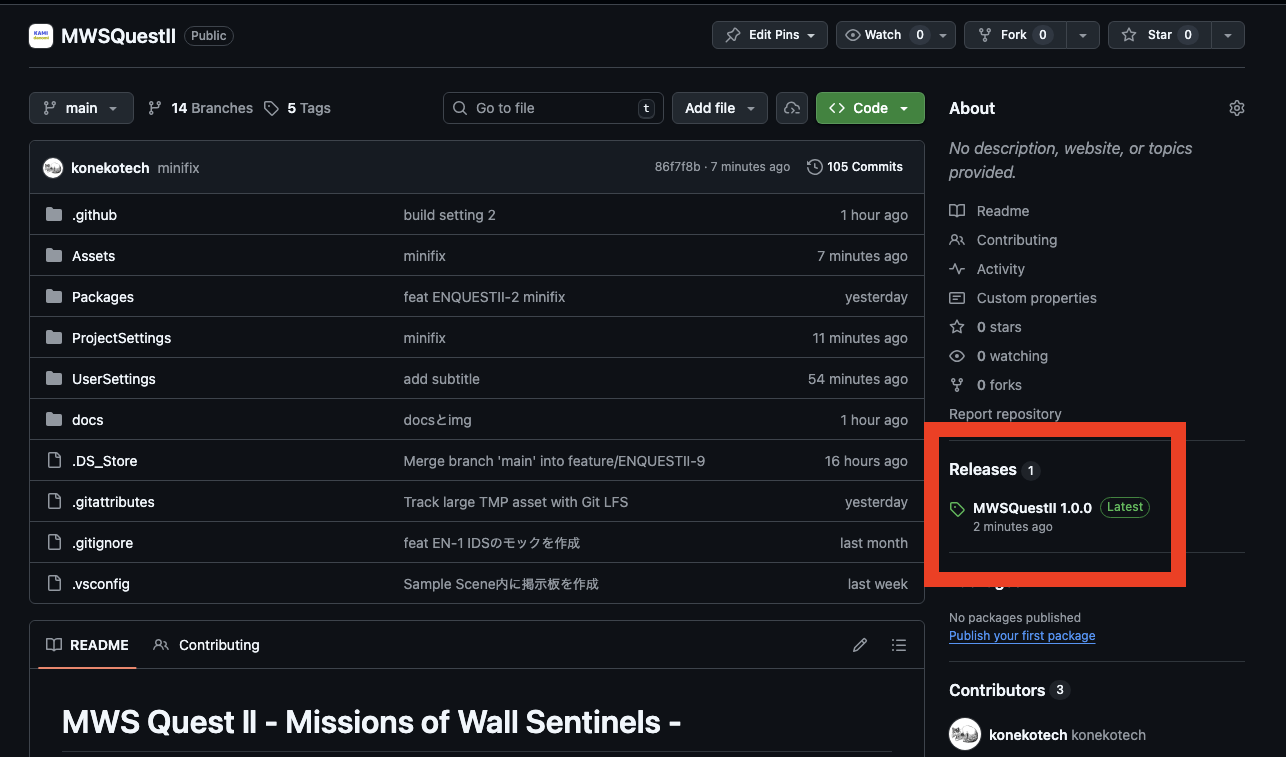 MWSQuestII Public
Edit Pins Watch 0 Fork 0 Star 0
main 14 Branches 5 Tags
Go to file t Add file Code
konekotech minifix 86f7f8b · 7 minutes ago 105 Commits
.github build setting 2 1 hour ago
Assets minifix 7 minutes ago
Packages feat ENQUESTII-2 minifix yesterday
ProjectSettings minifix 11 minutes ago
UserSettings add subtitle 54 minutes ago
docs docsとimg 1 hour ago
.DS_Store Merge branch 'main' into feature/ENQUESTII-9 16 hours ago
.gitattributes Track large TMP asset with Git LFS yesterday
.gitignore feat EN-1 IDSのモックを作成 last month
.vsconfig Sample Scene内に掲示板を作成 last week
README Contributing
MWS Quest II - Missions of Wall Sentinels -
About
No description, website, or topics
provided.
Readme
Contributing
Activity
Custom properties
0 stars
0 watching
0 forks
Report repository
Releases 1
MWSQuestII 1.0.0 Latest
2 minutes ago
No packages published
Publish your first package
Contributors 3
konekotech konekotech